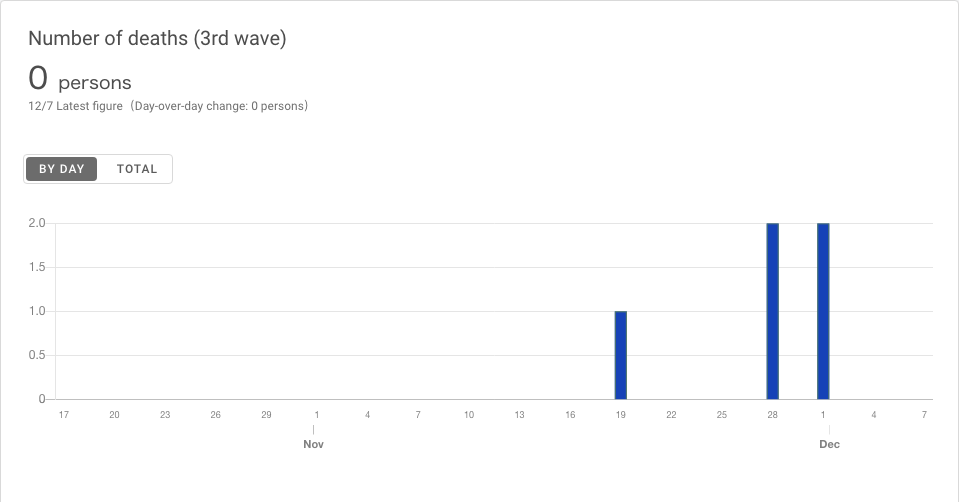 Number of deaths (3rd wave)
0 persons
12/7 Latest figure（Day-over-day change: 0 persons）
BY DAY TOTAL
2.0
1.5
1.0
0.5
0
17 20 23 26 29 1 4 7 10 13 16 19 22 25 28 1 4 7
Nov Dec